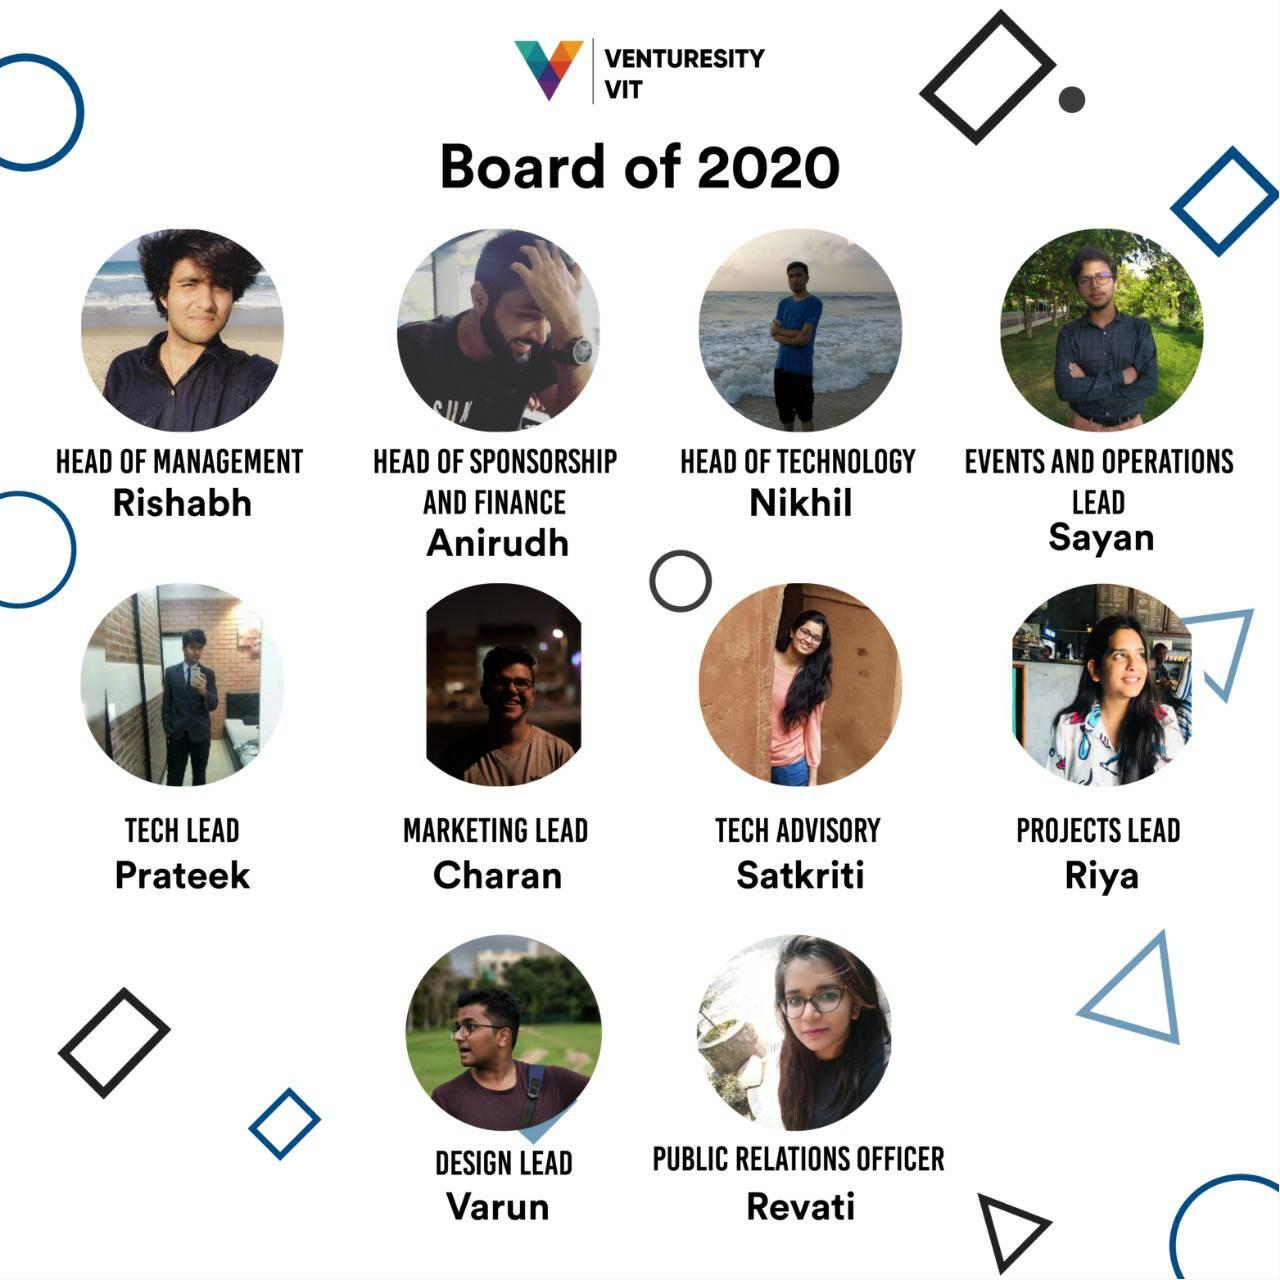 VENTURESITY
VIT
Board of 2020
HEAD OF MANAGEMENT
Rishabh
HEAD OF SPONSORSHIP
AND FINANCE
Anirudh
HEAD OF TECHNOLOGY
Nikhil
EVENTS AND OPERATIONS
LEAD
Sayan
TECH LEAD
Prateek
MARKETING LEAD
Charan
TECH ADVISORY
Satkriti
PROJECTS LEAD
Riya
DESIGN LEAD
Varun
PUBLIC RELATIONS OFFICER
Revati